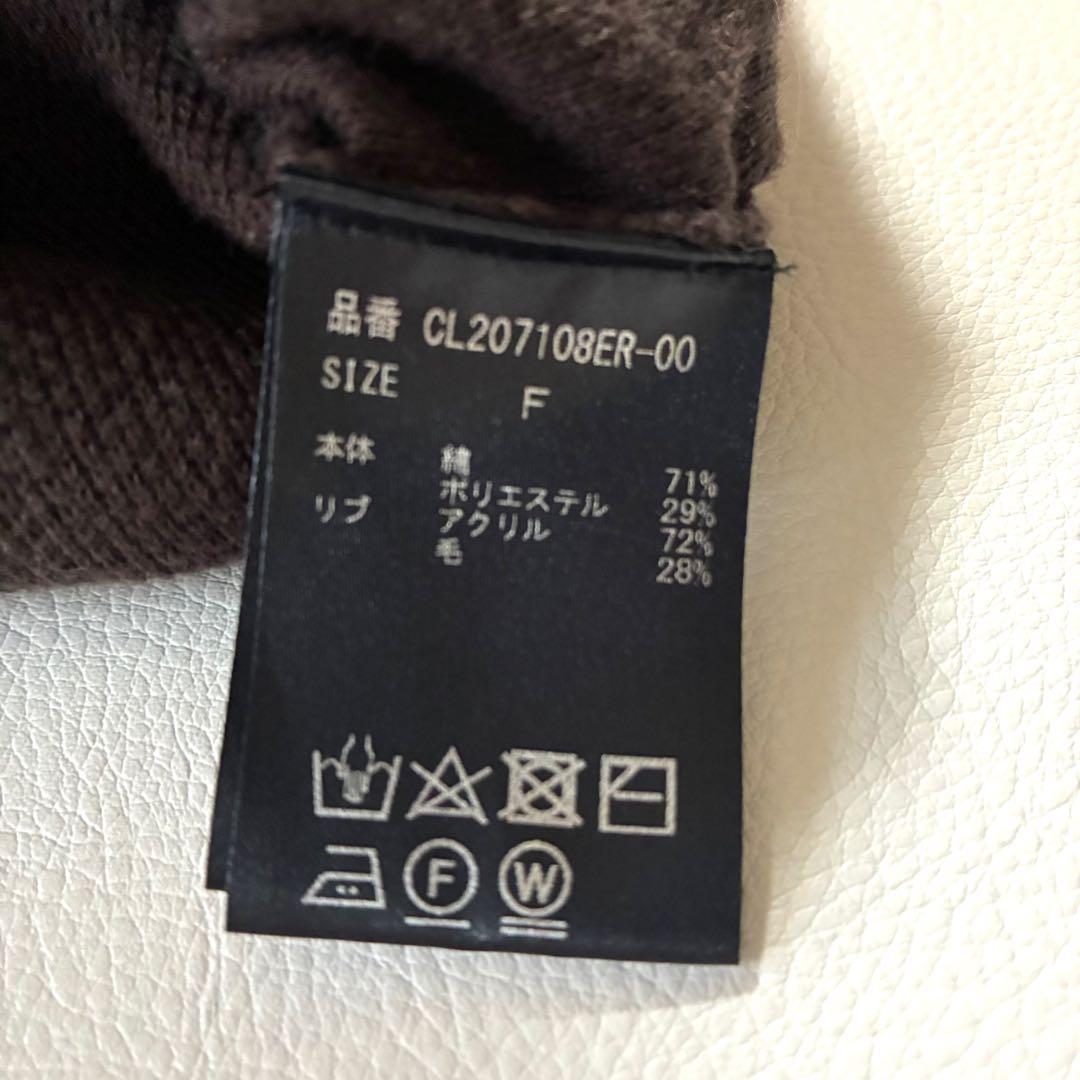 品番 CL207108ER-00
SIZE F
本体 綿 71%
ポリエステル 29%
リブ アクリル 72%
毛 28%
F W